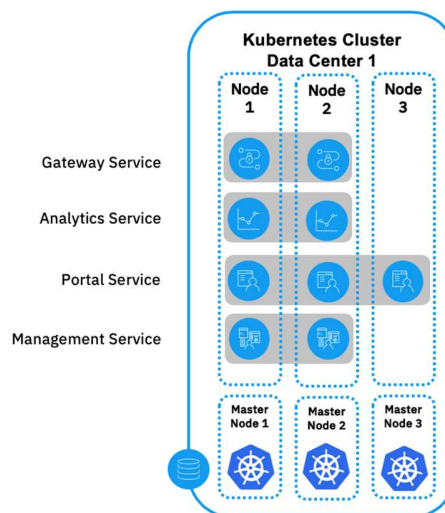 Kubernetes Cluster
Data Center 1
Node
1
Node
2
Node
3
Gateway Service
Analytics Service
Portal Service
Management Service
Master
Node 1
Master
Node 2
Master
Node 3